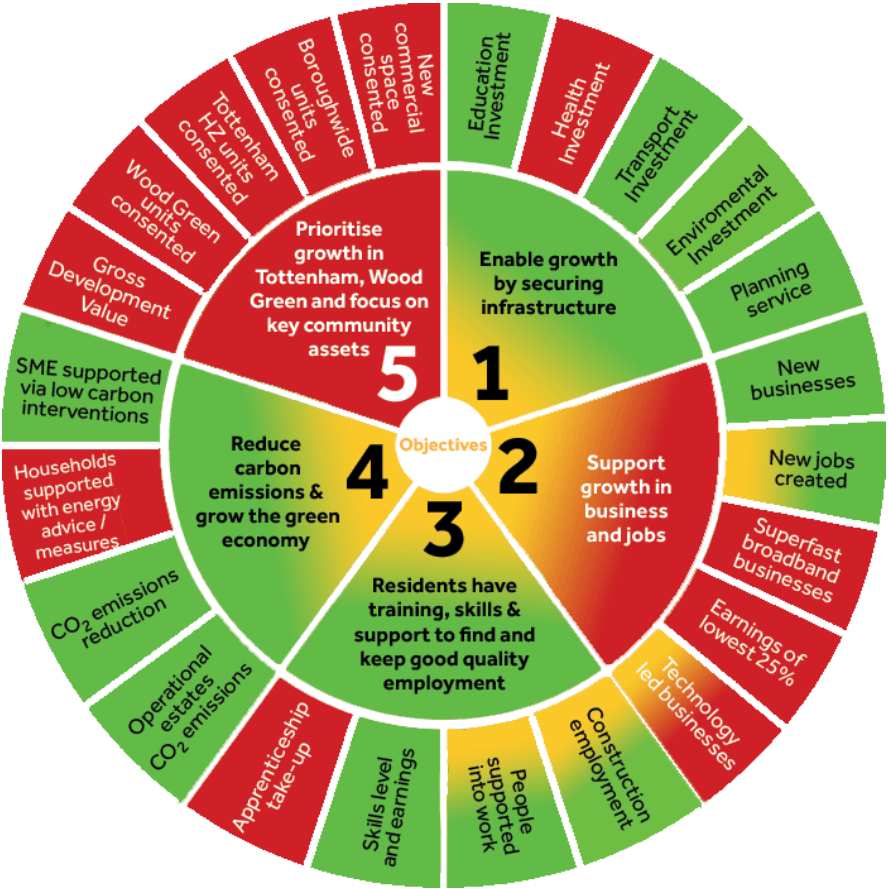 New
commercial
space
consented
Education
Investment
Health
Investment
Transport
Investment
Enviromental
Investment
Planning
service
New
businesses
New jobs
created
Superfast
broadband
businesses
Earnings of
lowest 25%
Technology
led businesses
Construction
employment
People
supported
into work
Skills level
and earnings
Apprenticeship
take-up
Operational
estates
CO₂ emissions
CO₂ emissions
reduction
Households
supported
with energy
advice /
measures
SME supported
via low carbon
interventions
Gross
Development
Value
Wood Green
units
consented
Tottenham
HZ units
consented
Boroughwide
units
consented
Enable growth
by securing
infrastructure
1
2
Support
growth in
business
and jobs
3
Residents have
training, skills &
support to find and
keep good quality
employment
4
Reduce
carbon
emissions &
grow the green
economy
Prioritise
growth in
Tottenham, Wood
Green and focus on
key community
assets
5
Objectives